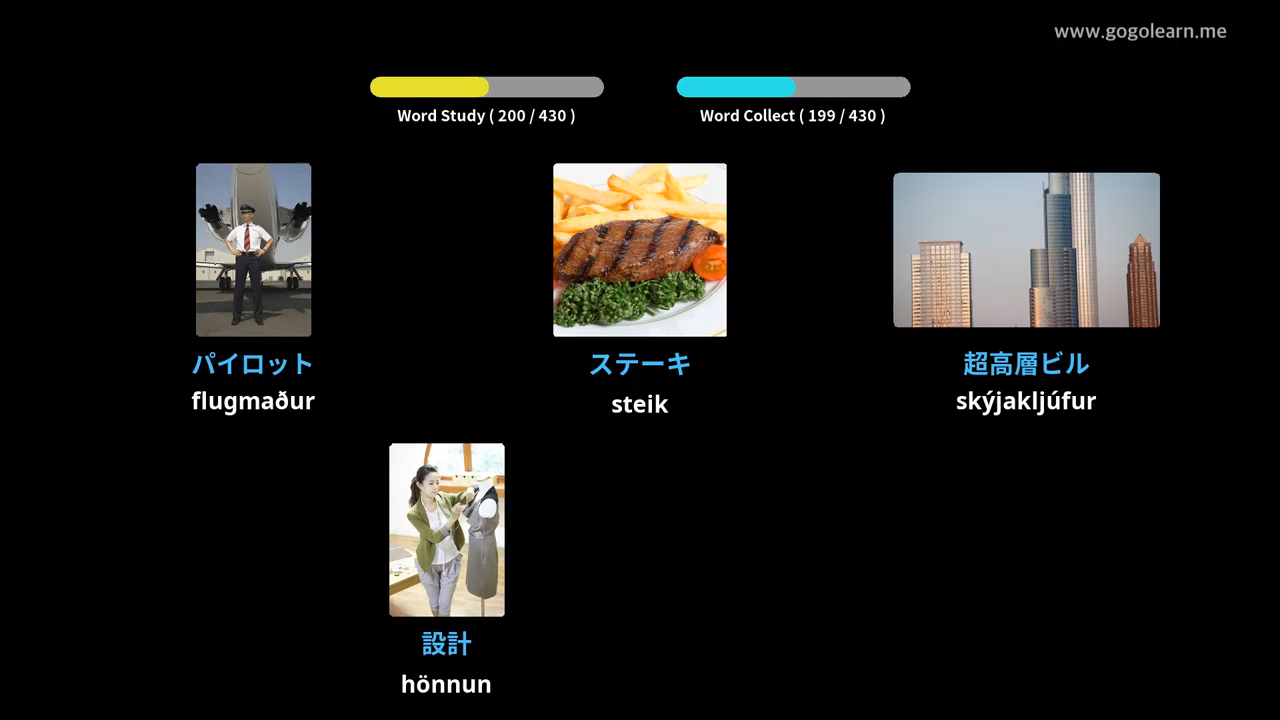 www.gogolearn.me
Word Study ( 200 / 430 )
Word Collect ( 199 / 430 )
パイロット
flugmaður
ステーキ
steik
超高層ビル
skýjakljúfur
設計
hönnun